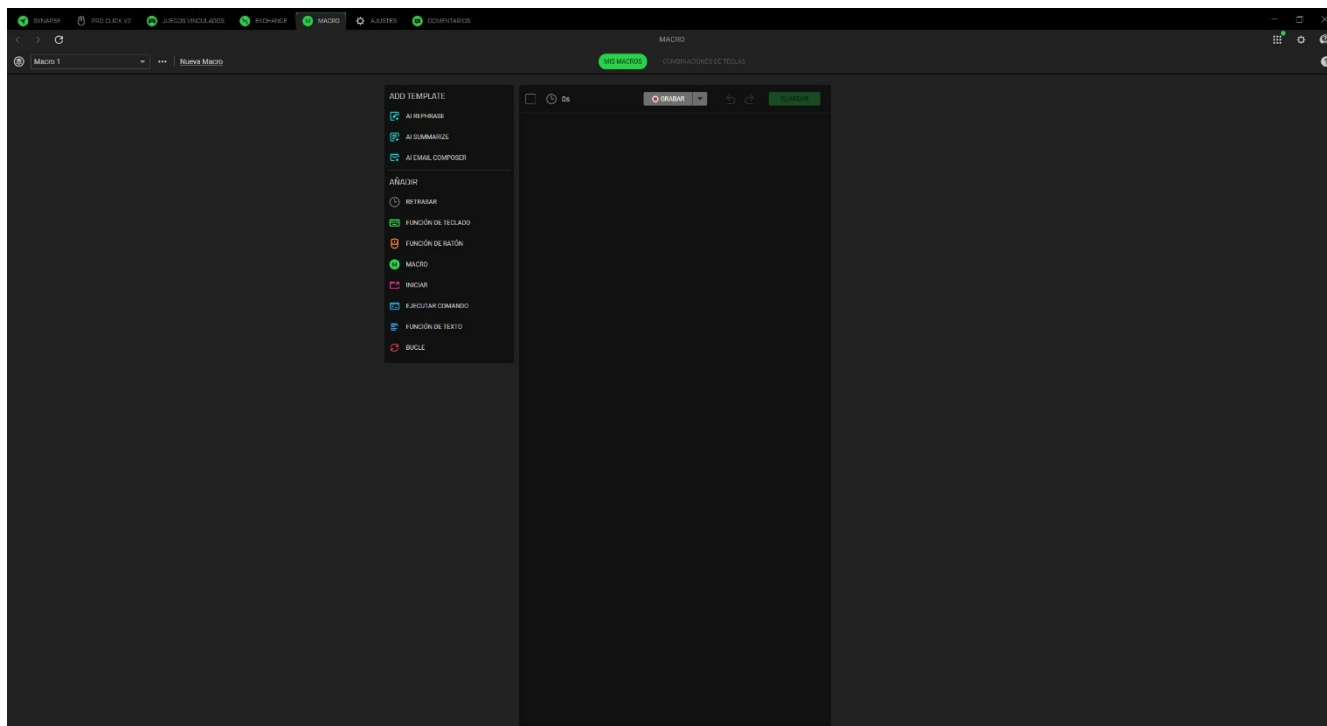 SYNAPSE PRO CLICK V2 JUEGOS VINCULADOS EXCHANGE MACRO AJUSTES COMENTARIOS
MACRO
Macro 1 Nueva Macro MIS MACROS COMBINACIONES DE TECLAS
ADD TEMPLATE
0s GRABAR GUARDAR
AI REPHRASE
AI SUMMARIZE
AI EMAIL COMPOSER
AÑADIR
RETRASAR
FUNCIÓN DE TECLADO
FUNCIÓN DE RATÓN
MACRO
INICIAR
EJECUTAR COMANDO
FUNCIÓN DE TEXTO
BUCLE